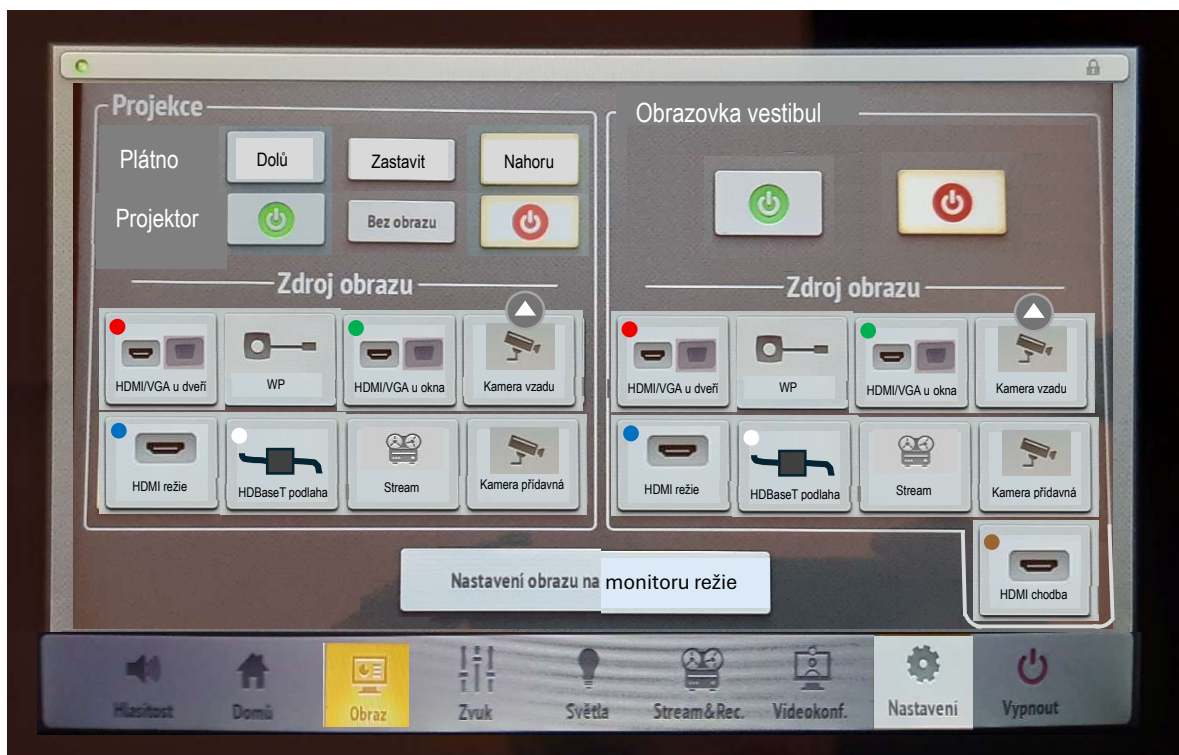 Projekce
Plátno
Dolů
Zastavit
Nahoru
Projektor
Bez obrazu
Zdroj obrazu
HDMI/VGA u dveří
WP
HDMI/VGA u okna
Kamera vzadu
HDMI režie
HDBaseT podlaha
Stream
Kamera přídavná
Obrazovka vestibul
Zdroj obrazu
HDMI/VGA u dveří
WP
HDMI/VGA u okna
Kamera vzadu
HDMI režie
HDBaseT podlaha
Stream
Kamera přídavná
HDMI chodba
Nastavení obrazu na monitoru režie
Hlasitost
Domů
Obraz
Zvuk
Světla
Stream&Rec.
Videokonf.
Nastavení
Vypnout